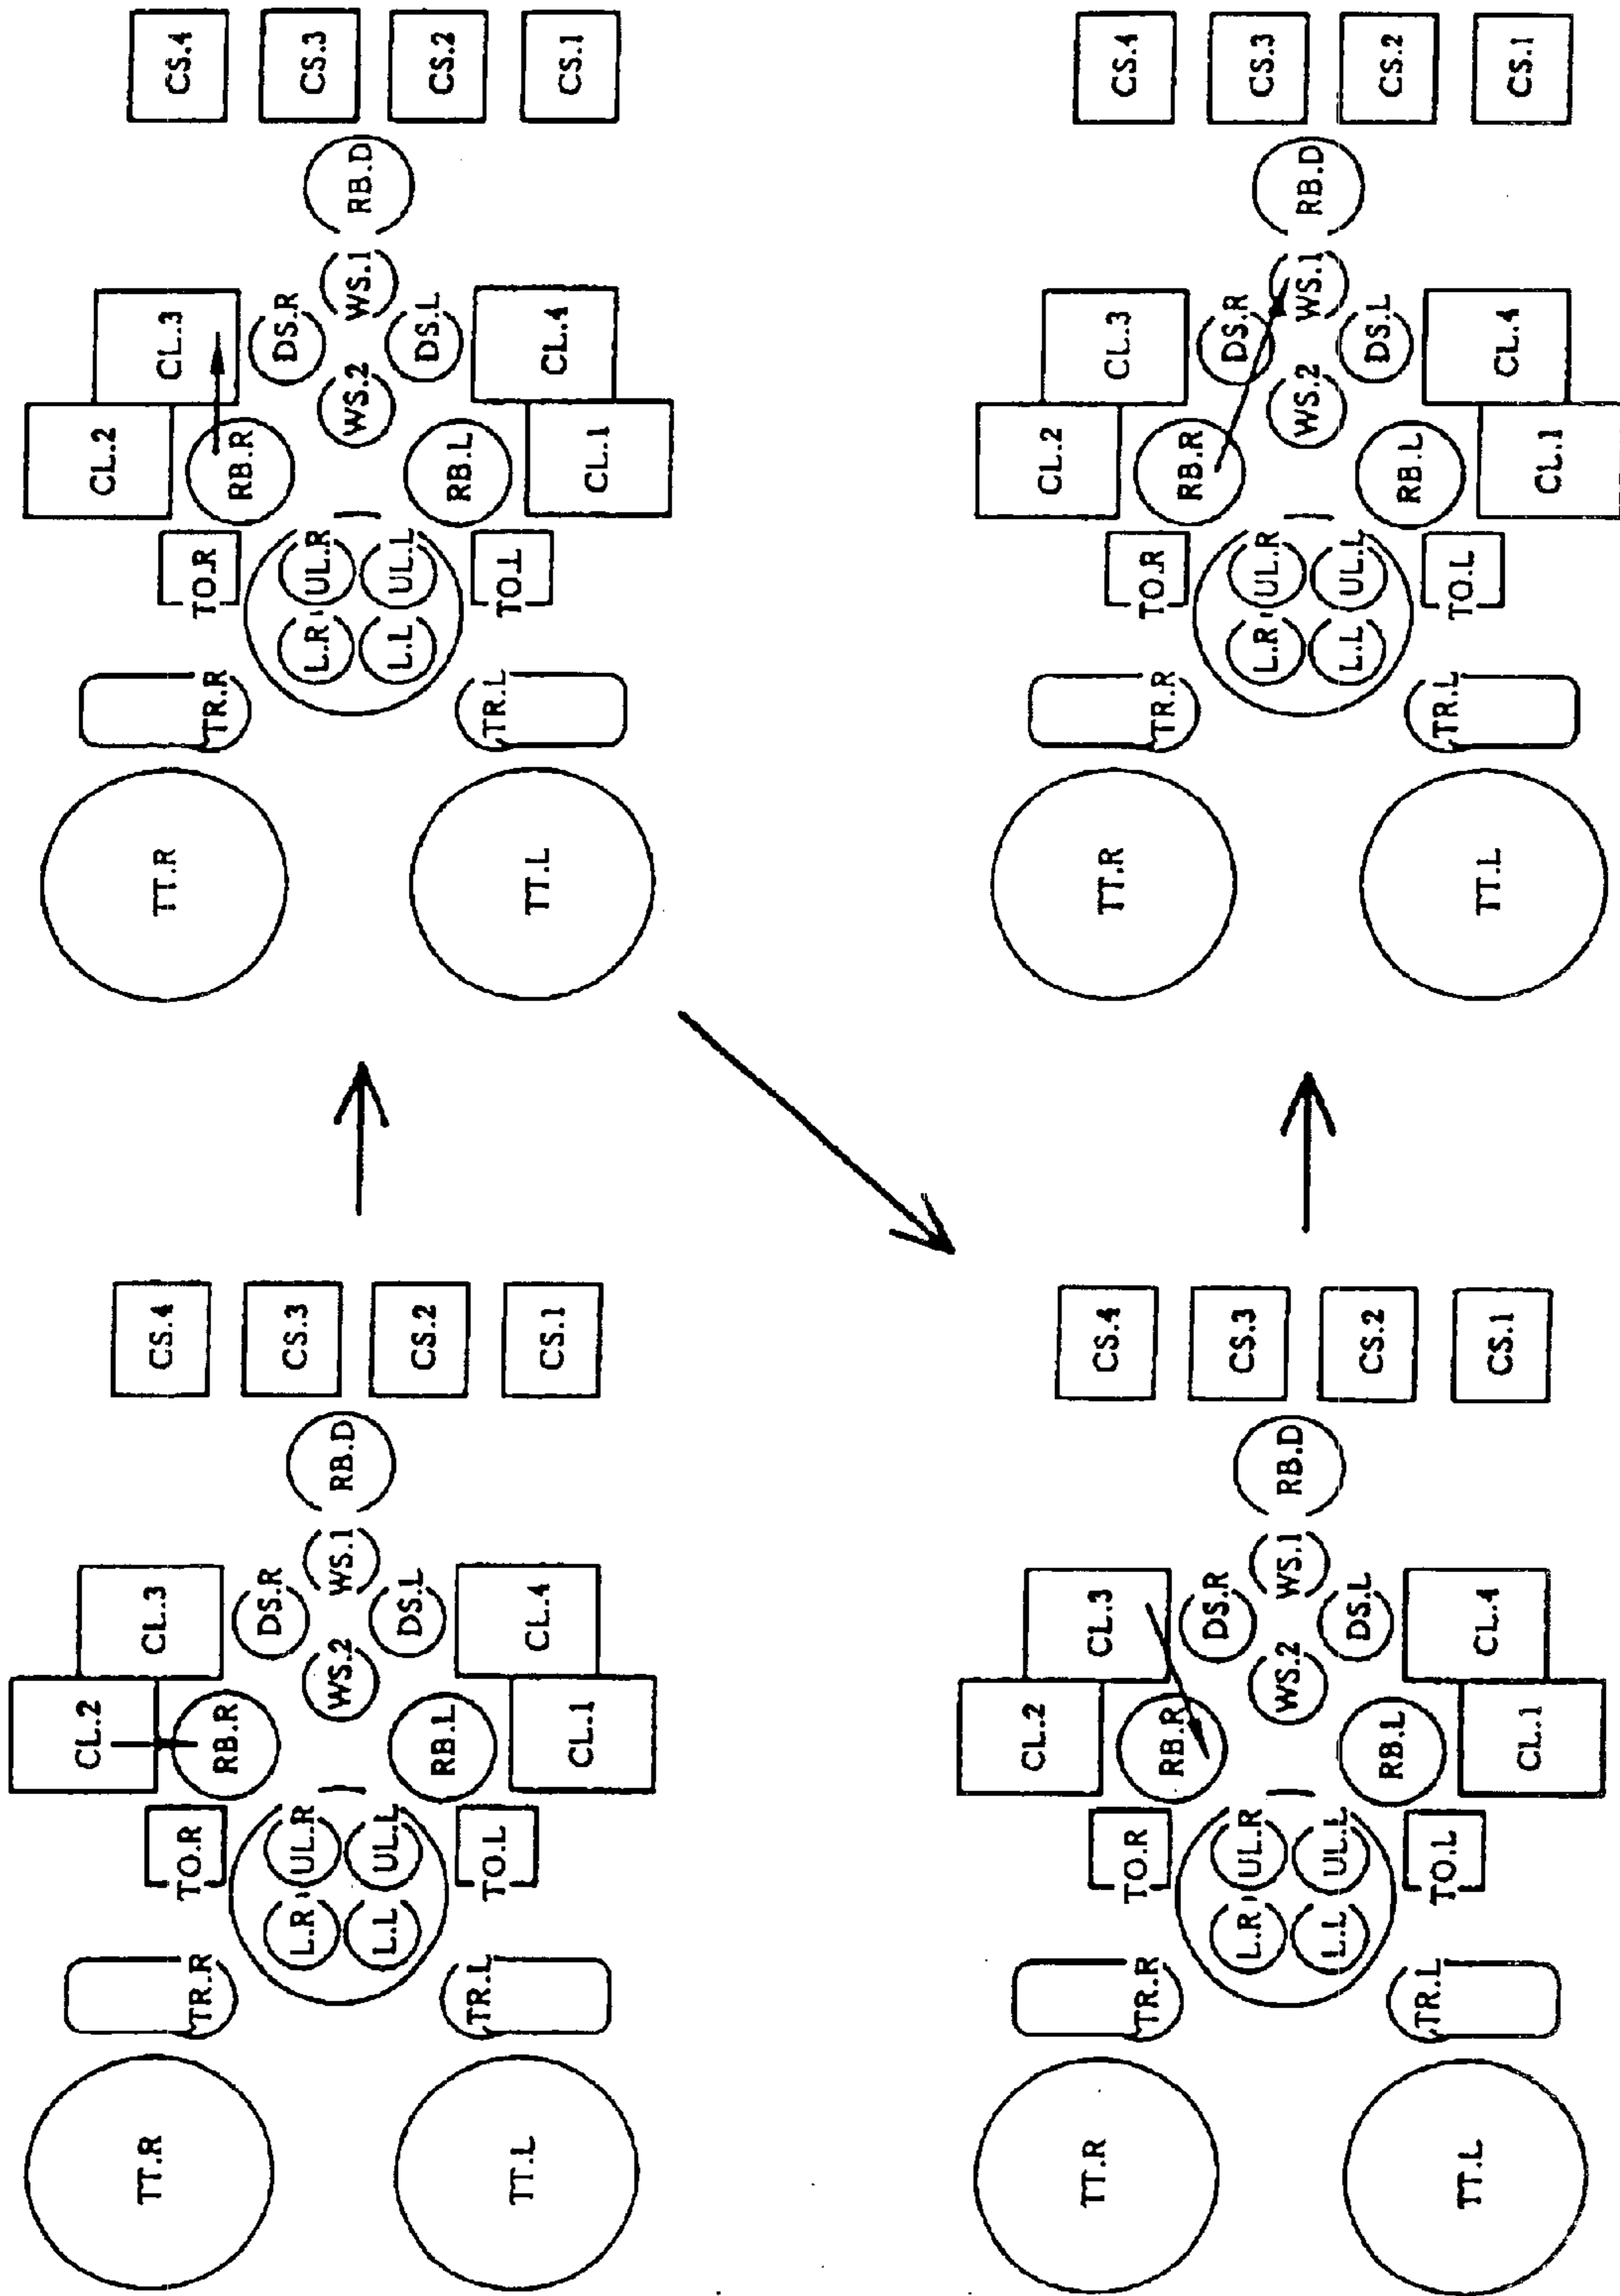 CL.2
CS.4
CL.3
TT.R
TR.R
TO.R
RB.R
CS.3
DS.R
L.R
UL.R
WS.2
WS.1
RB.D
L.L
UL.L
DS.L
CS.2
RB.L
TT.L
TR.L
TO.L
CL.4
CL.1
CS.1
CL.2
CS.4
CL.3
TT.R
TR.R
TO.R
RB.R
CS.3
DS.R
L.R
UL.R
WS.2
WS.1
RB.D
L.L
UL.L
DS.L
CS.2
RB.L
TT.L
TR.L
TO.L
CL.4
CL.1
CS.1
CL.2
CS.4
CL.3
TT.R
TR.R
TO.R
RB.R
CS.3
DS.R
L.R
UL.R
WS.2
WS.1
RB.D
L.L
UL.L
DS.L
CS.2
RB.L
TT.L
TR.L
TO.L
CL.4
CL.1
CS.1
CL.2
CS.4
CL.3
TT.R
TR.R
TO.R
RB.R
CS.3
DS.R
L.R
UL.R
WS.2
WS.1
RB.D
L.L
UL.L
DS.L
CS.2
RB.L
TT.L
TR.L
TO.L
CL.4
CL.1
CS.1